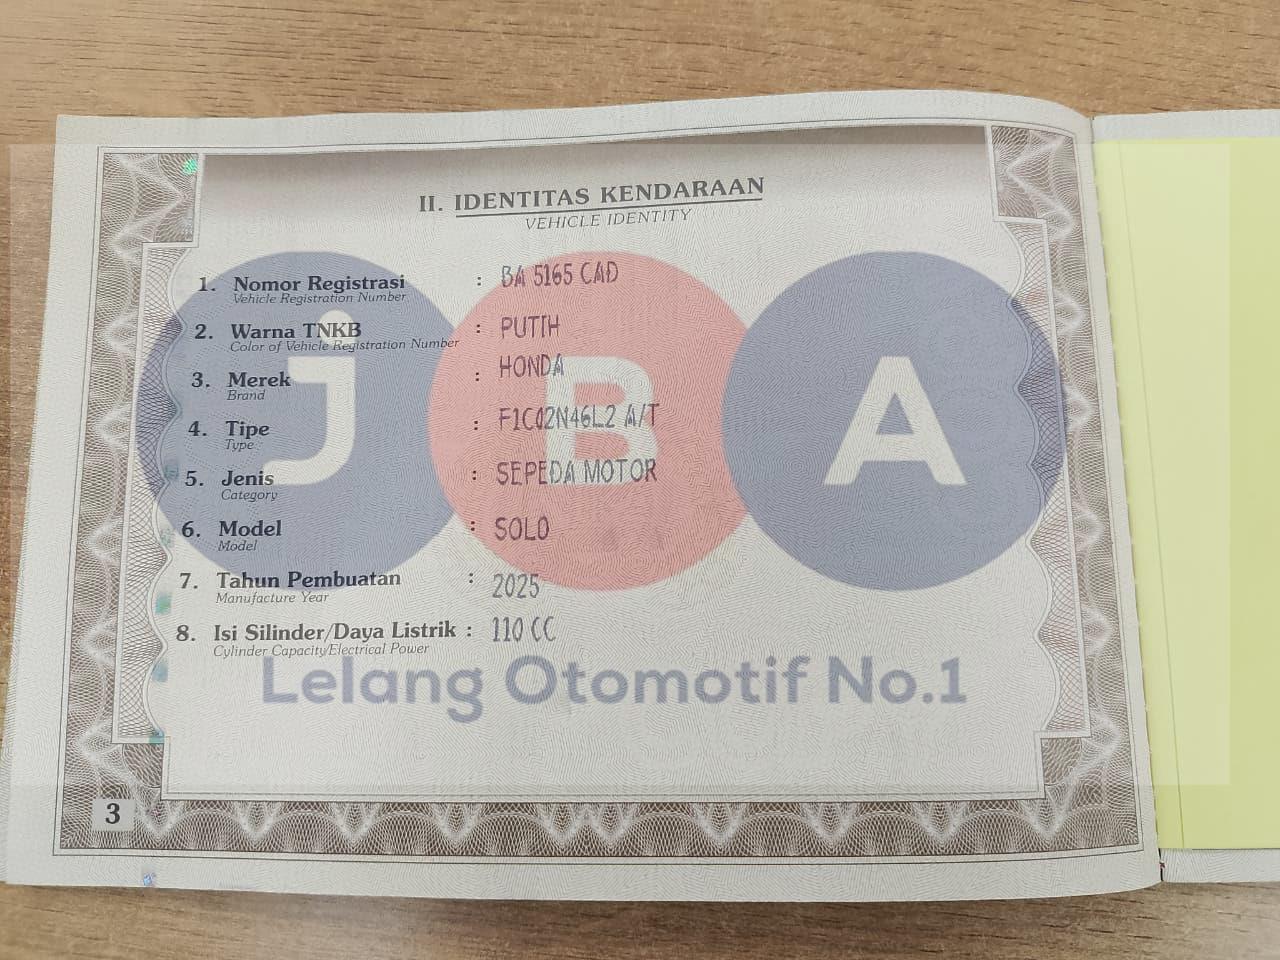 II. IDENTITAS KENDARAAN
VEHICLE IDENTITY
1. Nomor Registrasi : BA 5165 CAD
Vehicle Registration Number
2. Warna TNKB : PUTIH
Color of Vehicle Registration Number
3. Merek : HONDA
Brand
4. Tipe : F1C02N46L2 A/T
Type
5. Jenis : SEPEDA MOTOR
Category
6. Model : SOLO
Model
7. Tahun Pembuatan : 2025
Manufacture Year
8. Isi Silinder/Daya Listrik : 110 CC
Cylinder Capacity/Electrical Power
JBA
Lelang Otomotif No.1
3